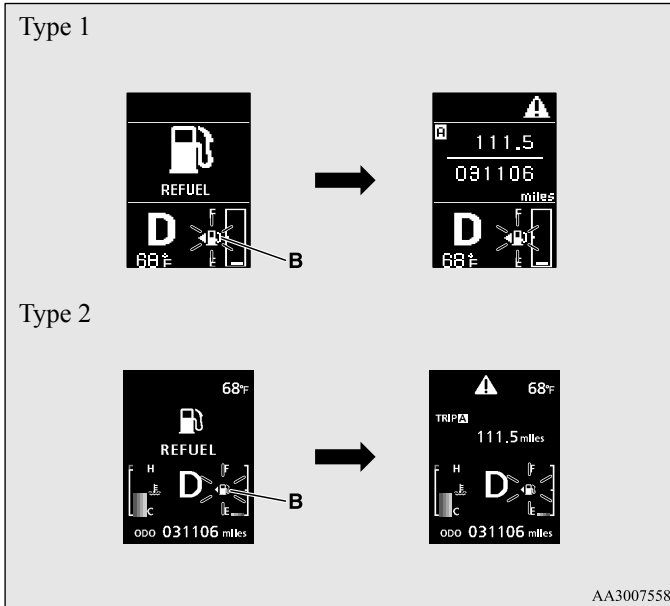 Type 1
REFUEL
D
F
E
68°F
B
A
111.5
031106
miles
D
F
E
68°F
Type 2
68°F
REFUEL
F H
D
F
C
E
B
ODO 031106 miles
68°F
TRIP A
111.5 miles
F H
D
F
C
E
ODO 031106 miles
AA3007558